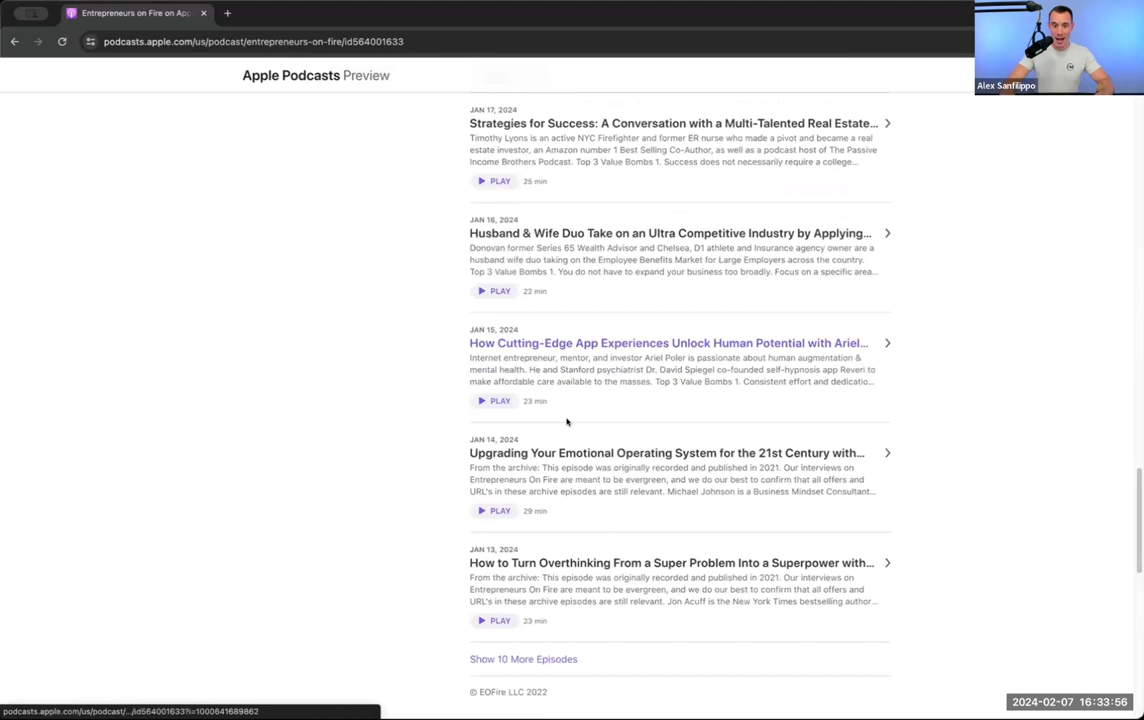 Entrepreneurs on Fire on App
podcasts.apple.com/us/podcast/entrepreneurs-on-fire/id564001633
Alex Sanfilippo
Apple Podcasts Preview
JAN 17, 2024
Strategies for Success: A Conversation with a Multi-Talented Real Estate...
Timothy Lyons is an active NYC Firefighter and former ER nurse who made a pivot and became a real
estate investor, an Amazon number 1 Best Selling Co-Author, as well as a podcast host of The Passive
Income Brothers Podcast. Top 3 Value Bombs 1. Success does not necessarily require a college...
PLAY 25 min
JAN 16, 2024
Husband & Wife Duo Take on an Ultra Competitive Industry by Applying...
Donovan former Series 65 Wealth Advisor and Chelsea, D1 athlete and Insurance agency owner are a
husband wife duo taking on the Employee Benefits Market for Large Employers across the country.
Top 3 Value Bombs 1. You do not have to expand your business too broadly. Focus on a specific area...
PLAY 22 min
JAN 15, 2024
How Cutting-Edge App Experiences Unlock Human Potential with Ariel...
Internet entrepreneur, mentor, and investor Ariel Poler is passionate about human augmentation &
mental health. He and Stanford psychiatrist Dr. David Spiegel co-founded self-hypnosis app Reveri to
make affordable care available to the masses. Top 3 Value Bombs 1. Consistent effort and dedicatio...
PLAY 23 min
JAN 14, 2024
Upgrading Your Emotional Operating System for the 21st Century with...
From the archive: This episode was originally recorded and published in 2021. Our interviews on
Entrepreneurs On Fire are meant to be evergreen, and we do our best to confirm that all offers and
URL's in these archive episodes are still relevant. Michael Johnson is a Business Mindset Consultant...
PLAY 29 min
JAN 13, 2024
How to Turn Overthinking From a Super Problem Into a Superpower with...
From the archive: This episode was originally recorded and published in 2021. Our interviews on
Entrepreneurs On Fire are meant to be evergreen, and we do our best to confirm that all offers and
URL's in these archive episodes are still relevant. Jon Acuff is the New York Times bestselling author...
PLAY 23 min
Show 10 More Episodes
© EOFire LLC 2022
podcasts.apple.com/us/podcast/.../id564001633?i=1000641689862
2024-02-07 16:33:56